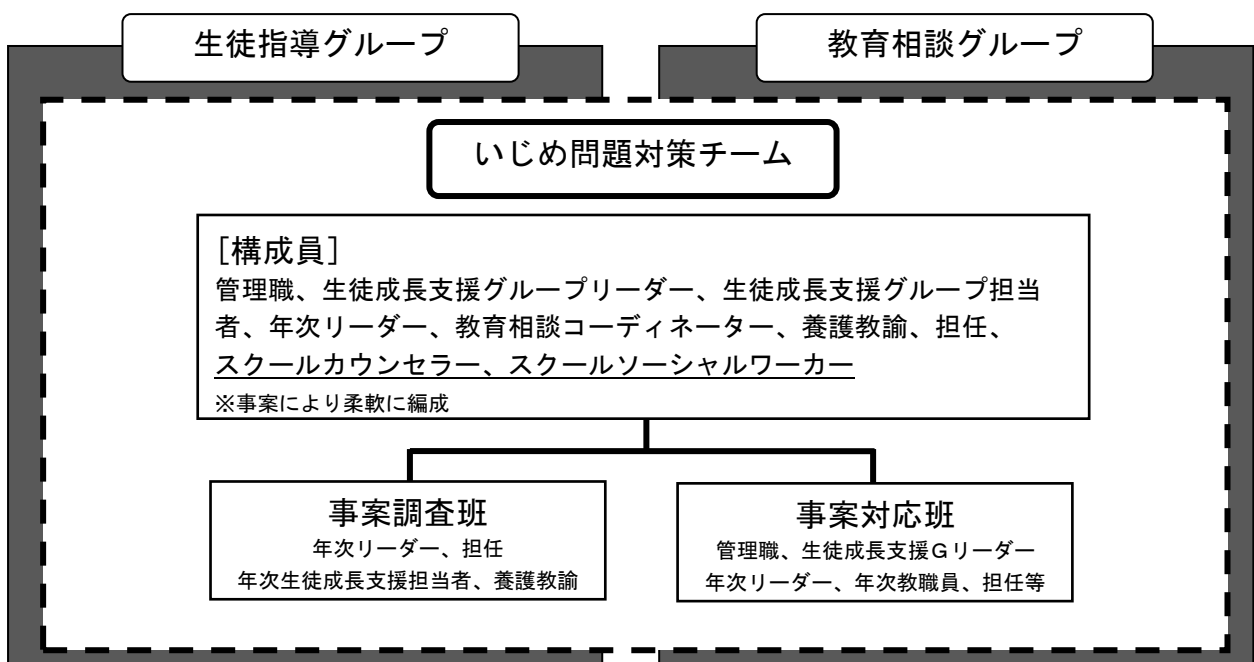 生徒指導グループ
教育相談グループ
いじめ問題対策チーム
［構成員］
管理職、生徒成長支援グループリーダー、生徒成長支援グループ担当
者、年次リーダー、教育相談コーディネーター、養護教諭、担任、
スクールカウンセラー、スクールソーシャルワーカー
※事案により柔軟に編成
事案調査班
年次リーダー、担任
年次生徒成長支援担当者、養護教諭
事案対応班
管理職、生徒成長支援Ｇリーダー
年次リーダー、年次教職員、担任等